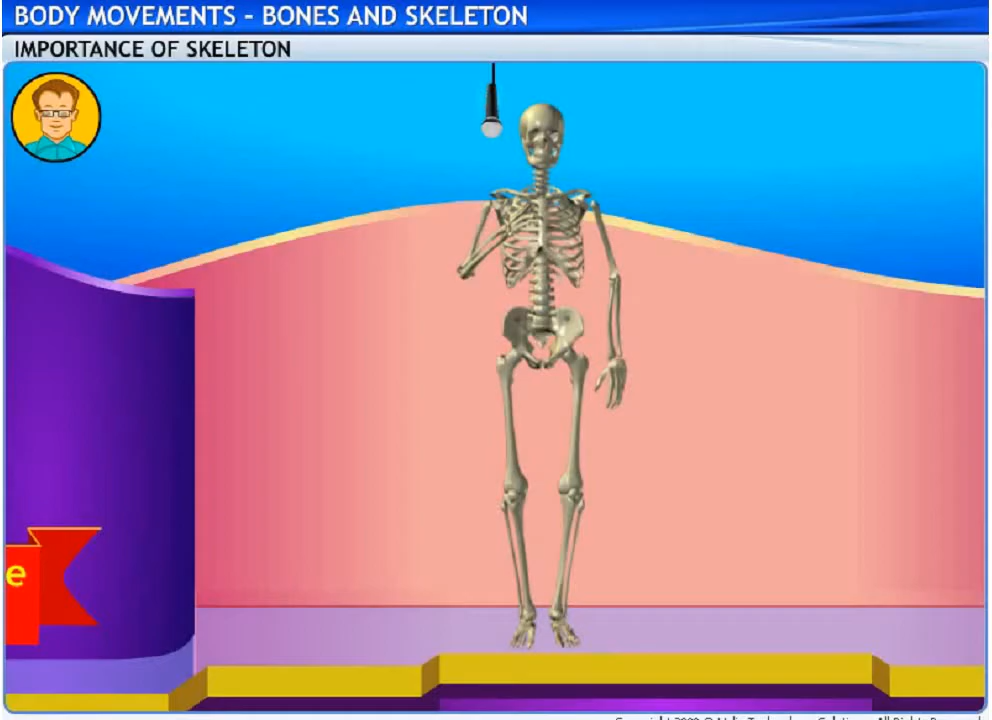 BODY MOVEMENTS - BONES AND SKELETON
IMPORTANCE OF SKELETON
e